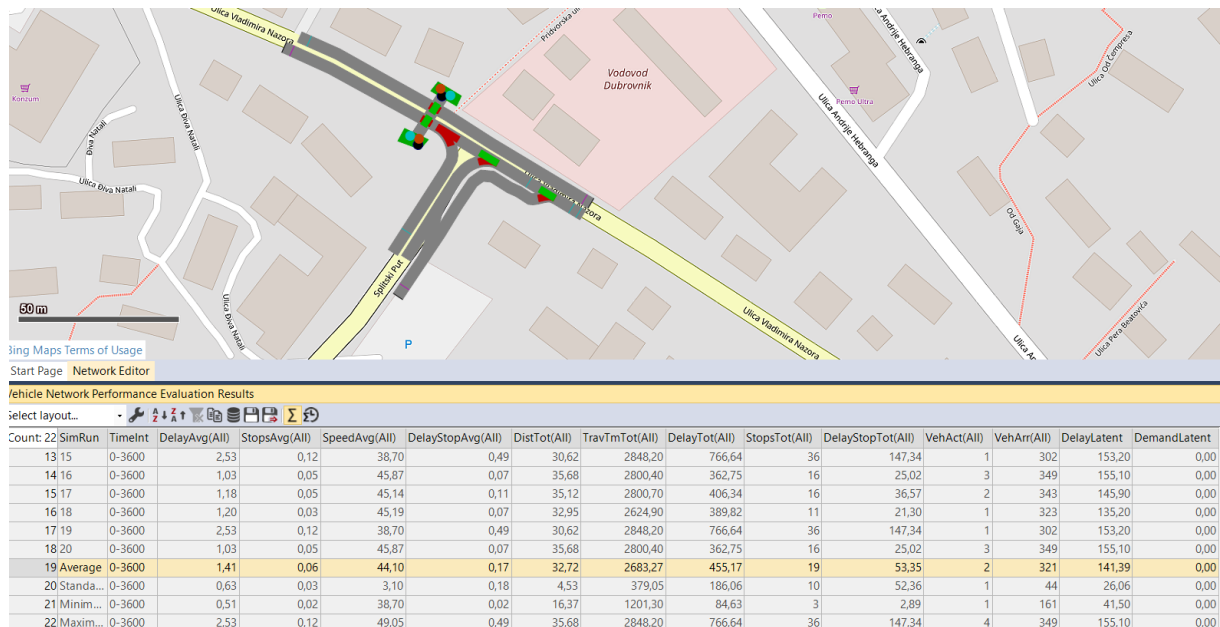 Ulica Vladimira Nazora
Pridvorska ul
Pemo
Ulica Andrije Hebranga
Ulica Od Čempresa
Konzum
Vodovod
Dubrovnik
Pemo Ultra
Ulica Andrije Hebranga
Ulica Điva Natali
Điva Natali
Ulica Điva Natali
Ulica Vladimira Nazora
Od Gaja
Splitski Put
Ulica Điva Natali
50 m
Ulica Vladimira Nazora
Ulica Pera Beatovića
Ulica An
P
Bing Maps Terms of Usage
Start Page Network Editor
Vehicle Network Performance Evaluation Results
Select layout...
Count: 22 SimRun TimeInt DelayAvg(All) StopsAvg(All) SpeedAvg(All) DelayStopAvg(All) DistTot(All) TravTmTot(All) DelayTot(All) StopsTot(All) DelayStopTot(All) VehAct(All) VehArr(All) DelayLatent DemandLatent
13 15 0-3600 2,53 0,12 38,70 0,49 30,62 2848,20 766,64 36 147,34 1 302 153,20 0,00
14 16 0-3600 1,03 0,05 45,87 0,07 35,68 2800,40 362,75 16 25,02 3 349 155,10 0,00
15 17 0-3600 1,18 0,05 45,14 0,11 35,12 2800,70 406,34 16 36,57 2 343 145,90 0,00
16 18 0-3600 1,20 0,03 45,19 0,07 32,95 2624,90 389,82 11 21,30 1 323 135,20 0,00
17 19 0-3600 2,53 0,12 38,70 0,49 30,62 2848,20 766,64 36 147,34 1 302 153,20 0,00
18 20 0-3600 1,03 0,05 45,87 0,07 35,68 2800,40 362,75 16 25,02 3 349 155,10 0,00
19 Average 0-3600 1,41 0,06 44,10 0,17 32,72 2683,27 455,17 19 53,35 2 321 141,39 0,00
20 Standa... 0-3600 0,63 0,03 3,10 0,18 4,53 379,05 186,06 10 52,36 1 44 26,06 0,00
21 Minim... 0-3600 0,51 0,02 38,70 0,02 16,37 1201,30 84,63 3 2,89 1 161 41,50 0,00
22 Maxim... 0-3600 2,53 0,12 49,05 0,49 35,68 2848,20 766,64 36 147,34 4 349 155,10 0,00